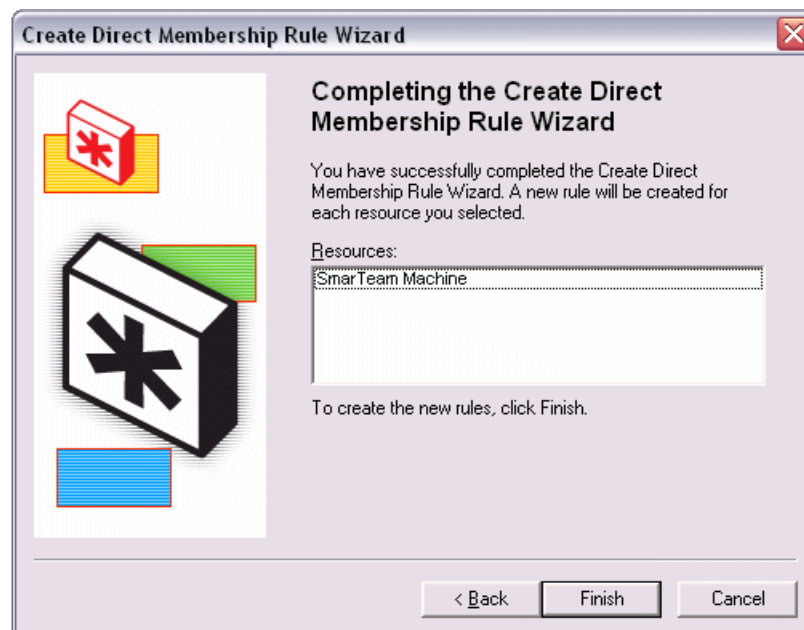 Create Direct Membership Rule Wizard
Completing the Create Direct
Membership Rule Wizard
You have successfully completed the Create Direct
Membership Rule Wizard. A new rule will be created for
each resource you selected.
Resources:
SmarTeam Machine
To create the new rules, click Finish.
< Back Finish Cancel